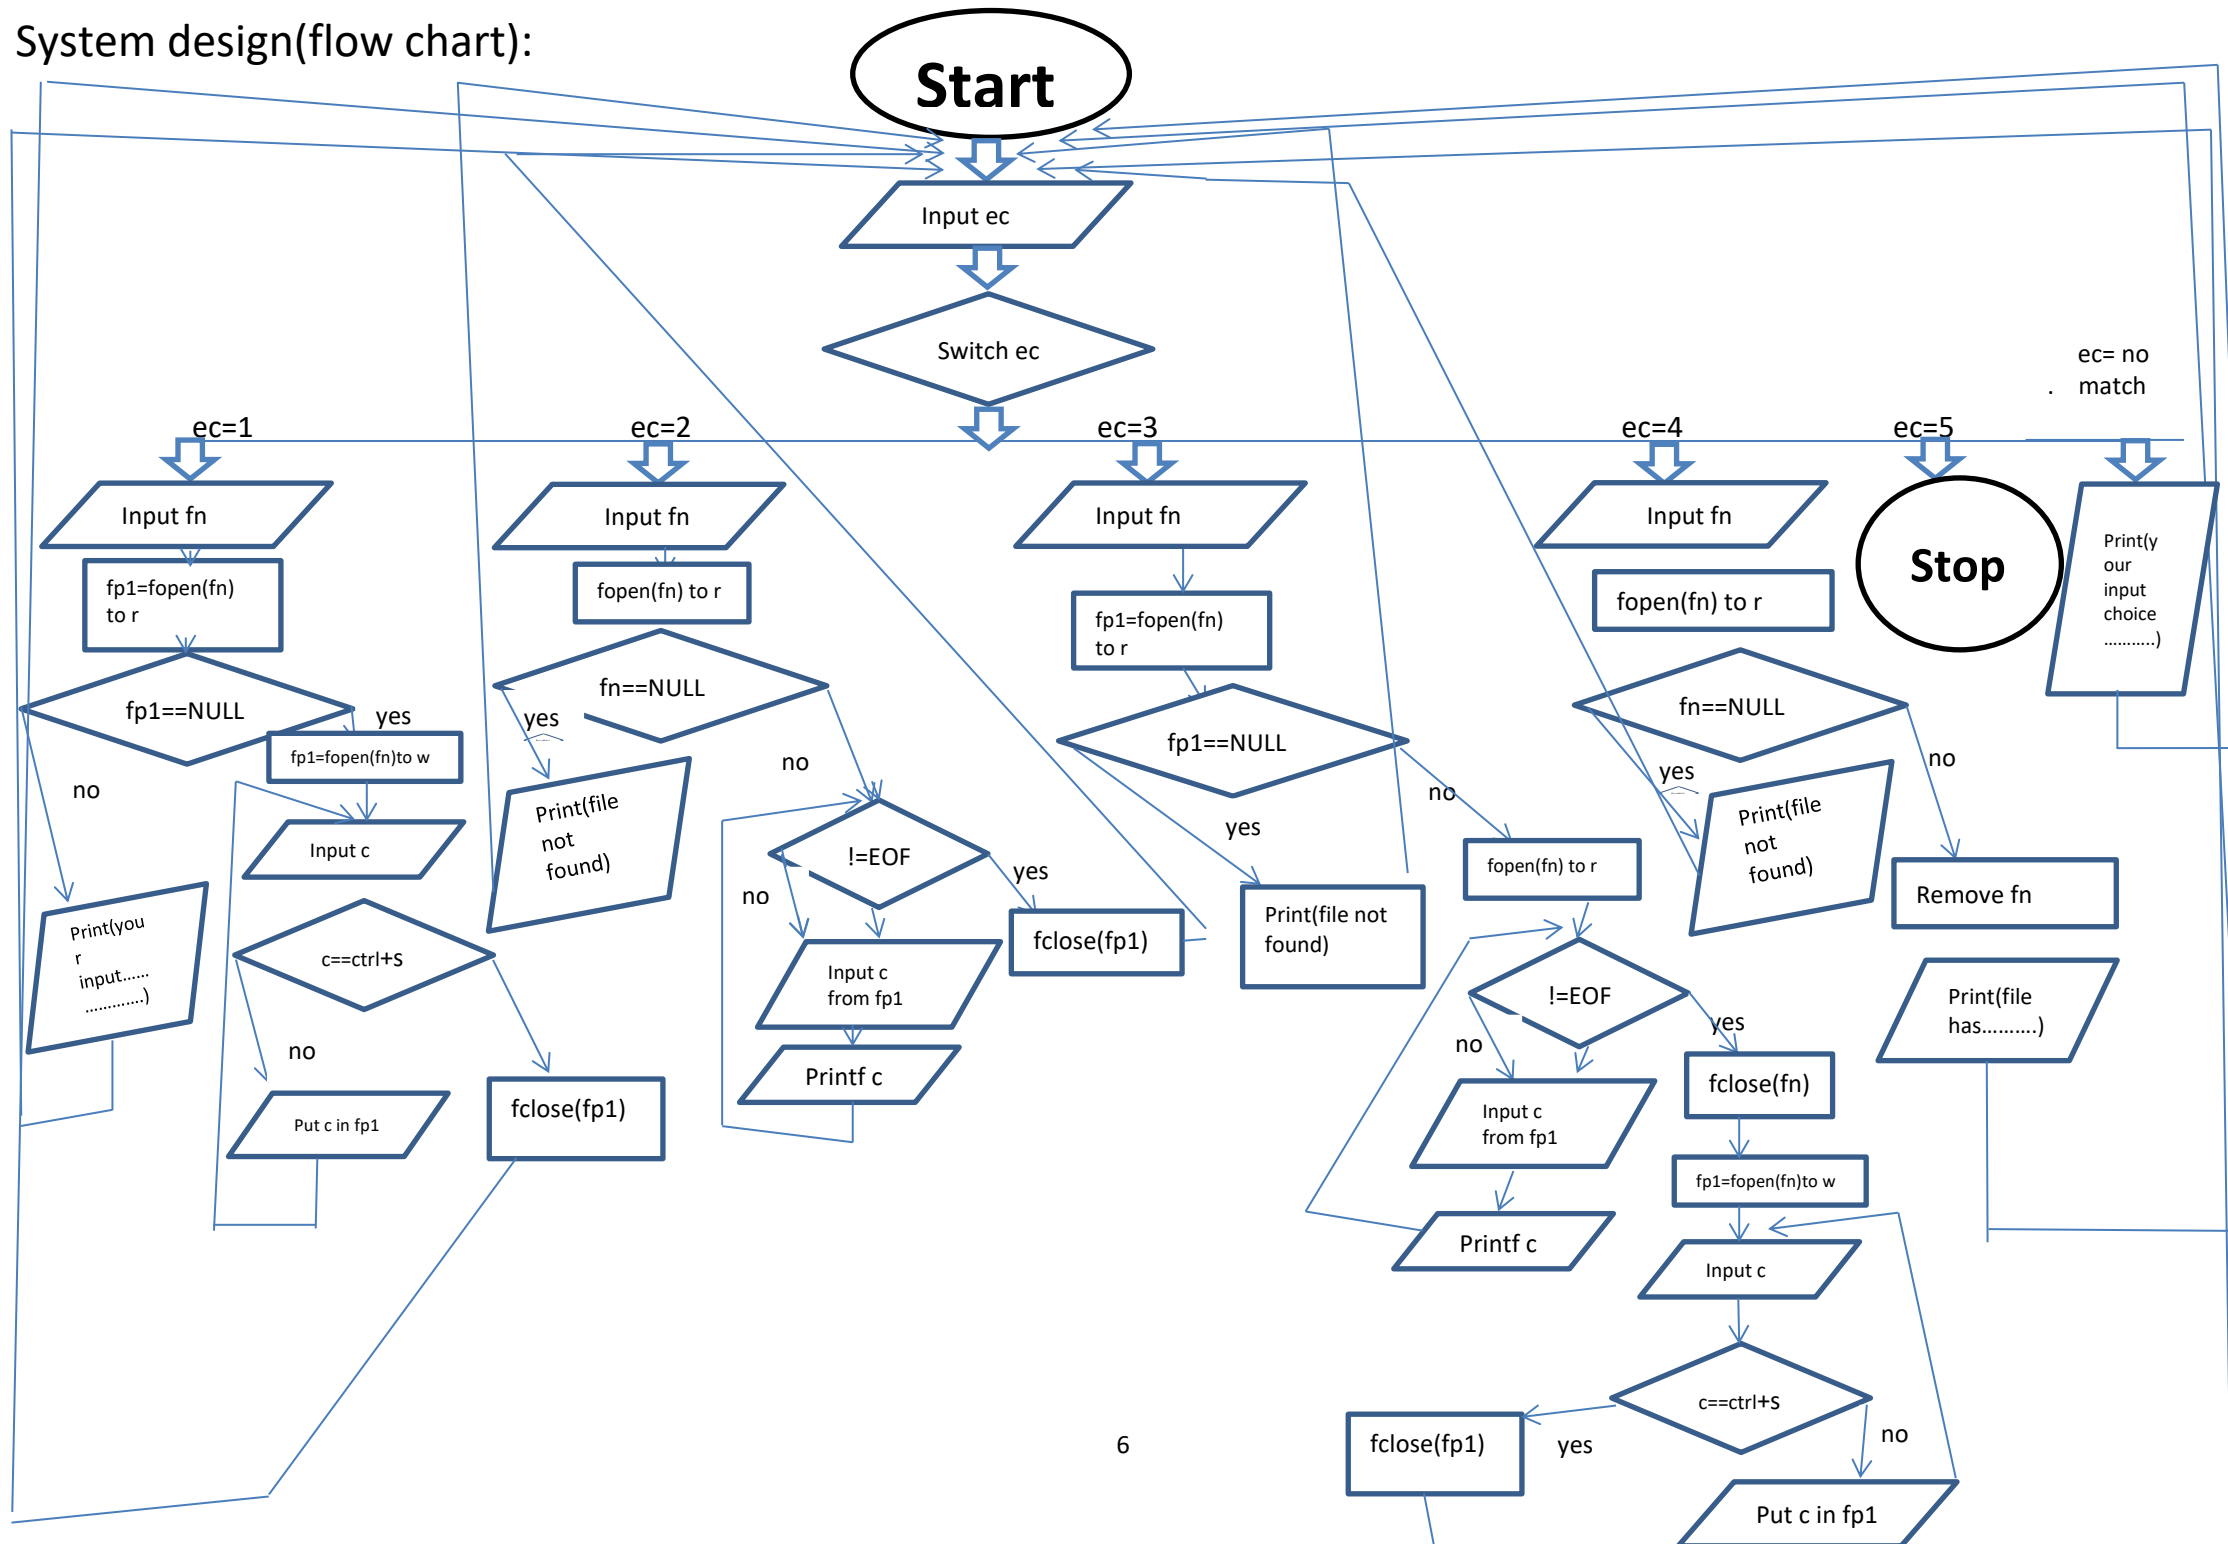 System design(flow chart):
Start
Input ec
Switch ec
ec= no
. match
ec=1
ec=2
ec=3
ec=4
ec=5
Input fn
Input fn
Input fn
Input fn
Stop
Print(y
our
input
choice
...........)
fp1=fopen(fn)
to r
fopen(fn) to r
fp1=fopen(fn)
to r
fopen(fn) to r
fp1==NULL
yes
no
fp1=fopen(fn)to w
Input c
Print(you
r
input......
.............)
c==ctrl+s
no
Put c in fp1
fclose(fp1)
fn==NULL
yes
no
Print(file
not
found)
!=EOF
yes
no
Input c
from fp1
Printf c
fclose(fp1)
fp1==NULL
yes
no
Print(file not
found)
fopen(fn) to r
!=EOF
yes
no
Input c
from fp1
Printf c
fclose(fn)
fp1=fopen(fn)to w
Input c
c==ctrl+s
yes
no
fclose(fp1)
Put c in fp1
fn==NULL
yes
no
Print(file
not
found)
Remove fn
Print(file
has..........)
6